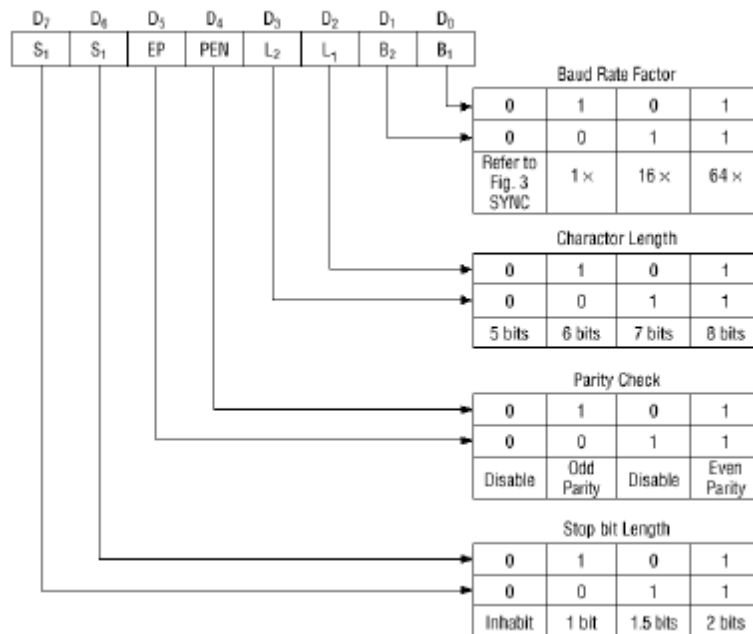 D₇ D₆ D₅ D₄ D₃ D₂ D₁ D₀
S₁ S₁ EP PEN L₂ L₁ B₂ B₁
Baud Rate Factor
0 1 0 1
0 0 1 1
Refer to Fig. 3 SYNC 1 × 16 × 64 ×
Charactor Length
0 1 0 1
0 0 1 1
5 bits 6 bits 7 bits 8 bits
Parity Check
0 1 0 1
0 0 1 1
Disable Odd Parity Disable Even Parity
Stop bit Length
0 1 0 1
0 0 1 1
Inhabit 1 bit 1.5 bits 2 bits